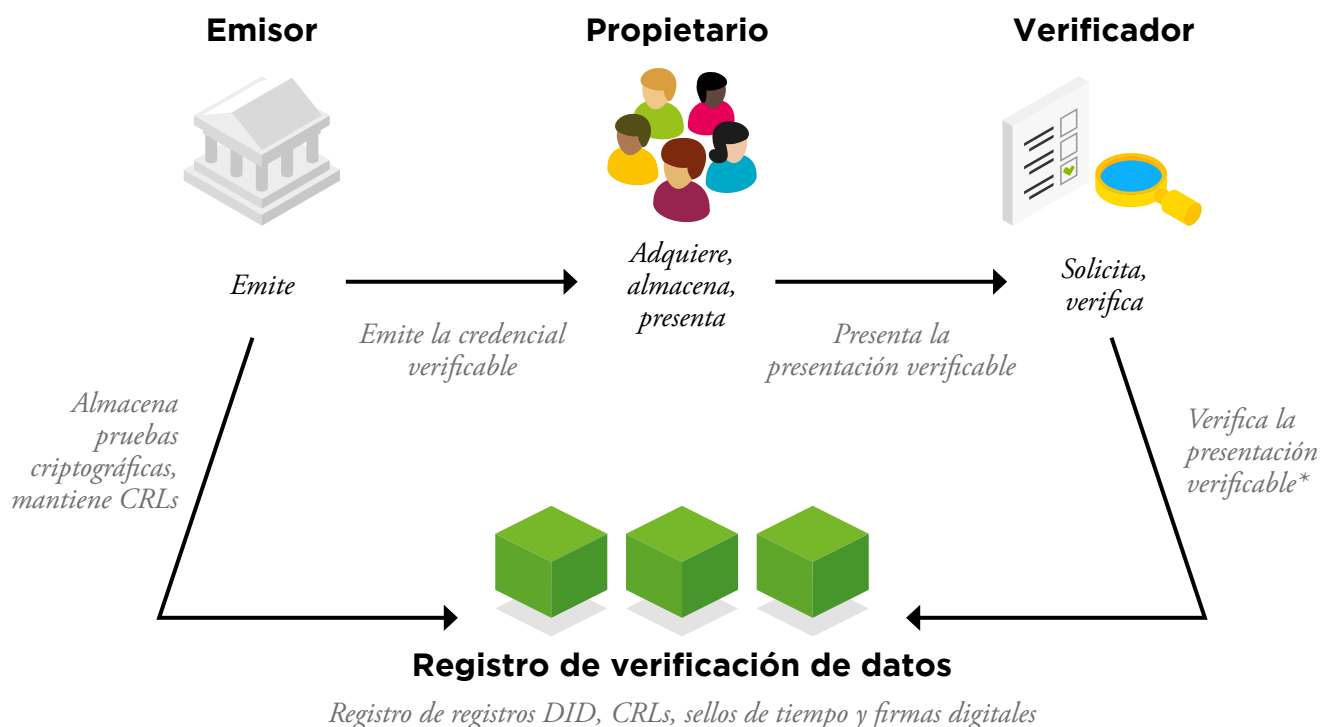 Emisor
Propietario
Verificador
Emite
Adquiere,
almacena,
presenta
Solicita,
verifica
Emite la credencial
verificable
Presenta la
presentación verificable
Almacena
pruebas
criptográficas,
mantiene CRLs
Verifica la
presentación
verificable*
Registro de verificación de datos
Registro de registros DID, CRLs, sellos de tiempo y firmas digitales